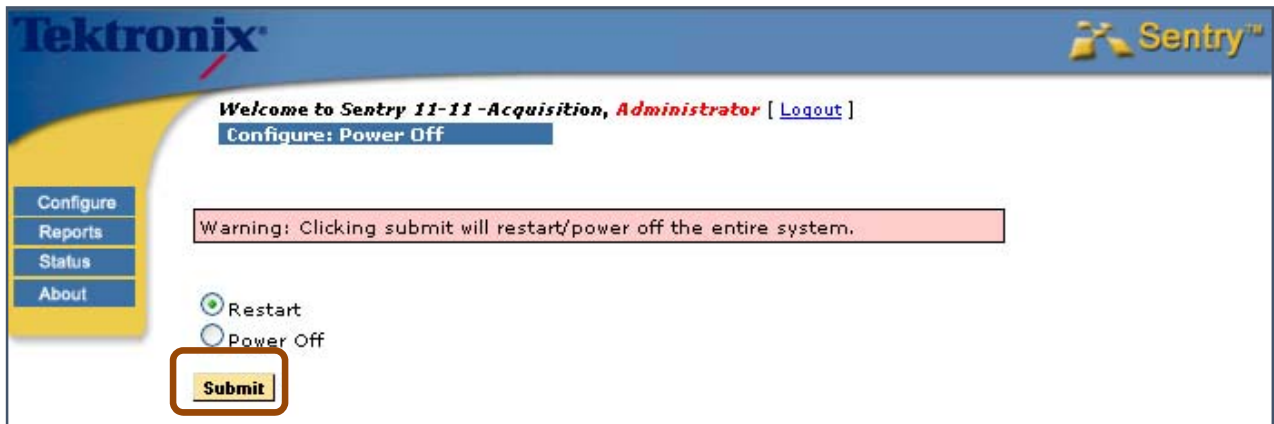 Tektronix
Sentry™
Welcome to Sentry 11-11 -Acquisition, Administrator [ Logout ]
Configure: Power Off
Configure
Reports
Status
About
Warning: Clicking submit will restart/power off the entire system.
Restart
Power Off
Submit